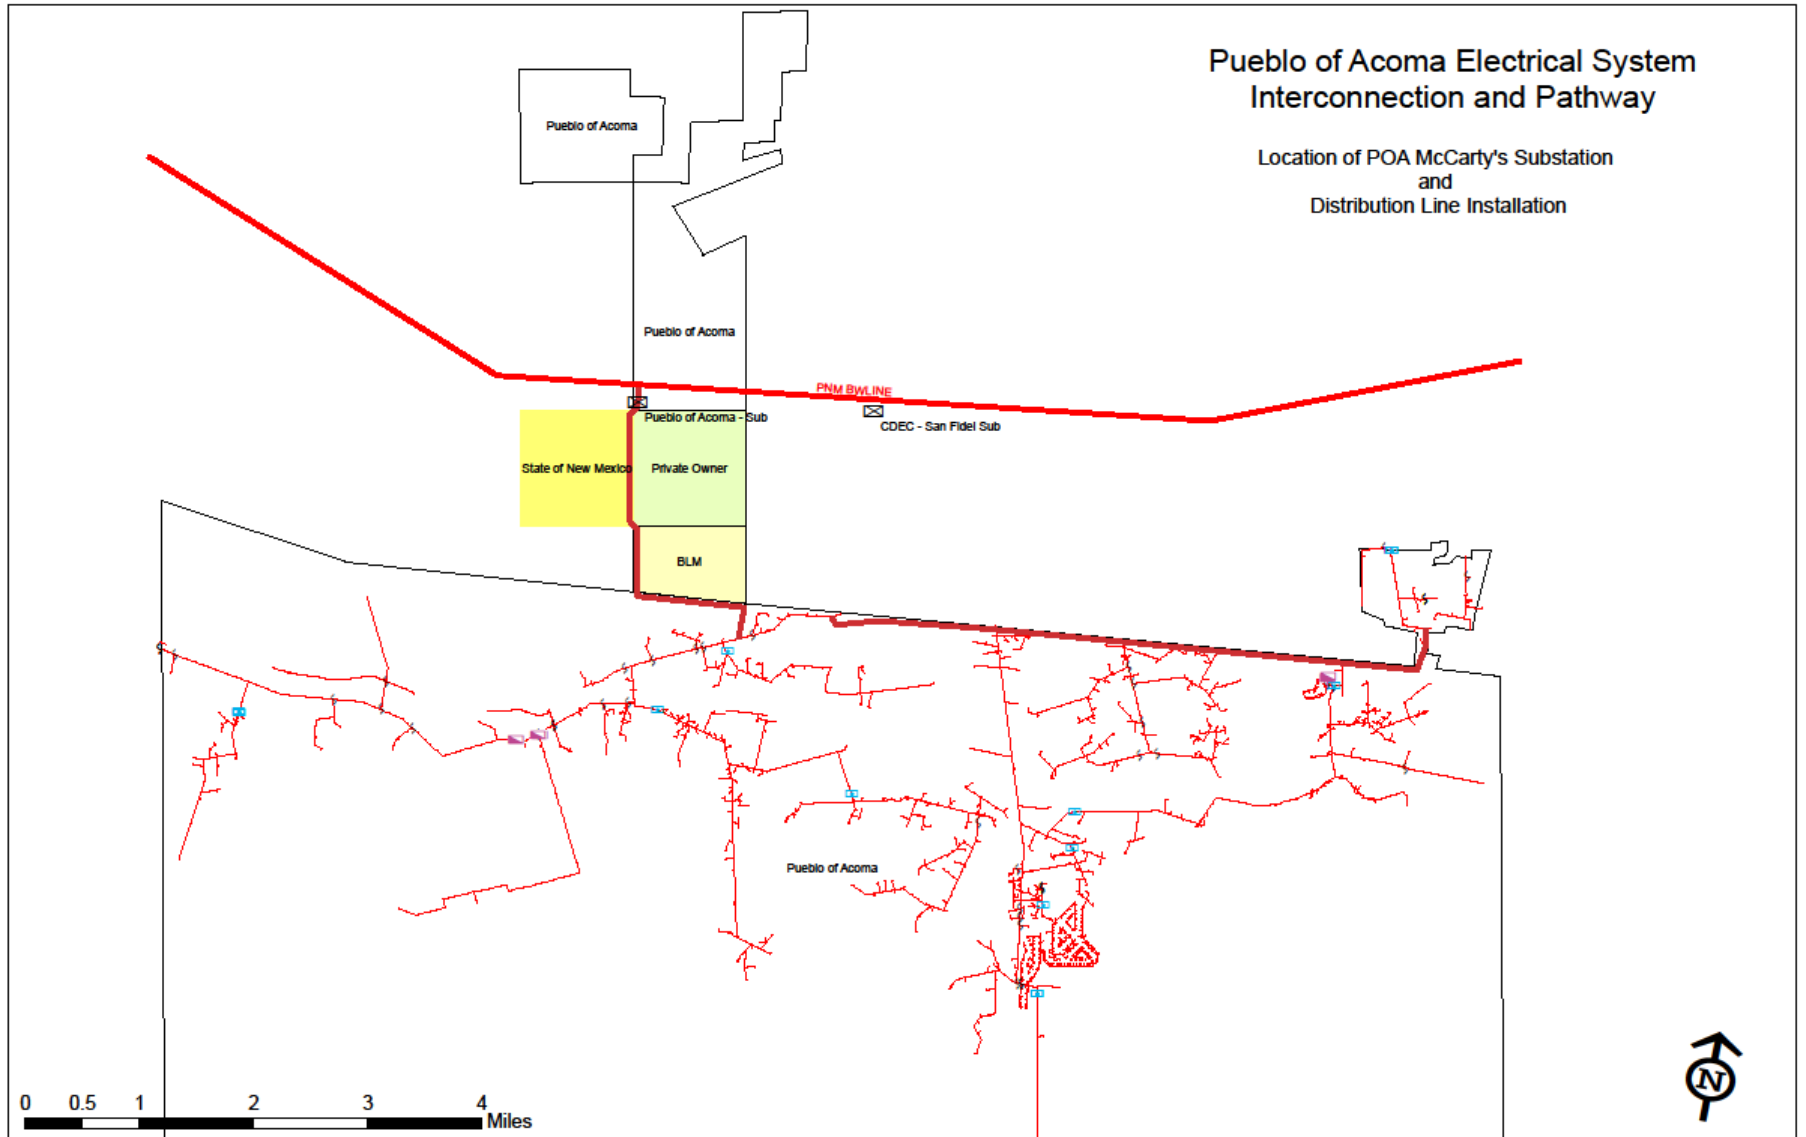 Pueblo of Acoma Electrical System
Interconnection and Pathway
Location of POA McCarty's Substation
and
Distribution Line Installation
Pueblo of Acoma
Pueblo of Acoma
PNM BWLINE
Pueblo of Acoma - Sub
CDEC - San Fidel Sub
State of New Mexico
Private Owner
BLM
Pueblo of Acoma
N
0 0.5 1 2 3 4
Miles